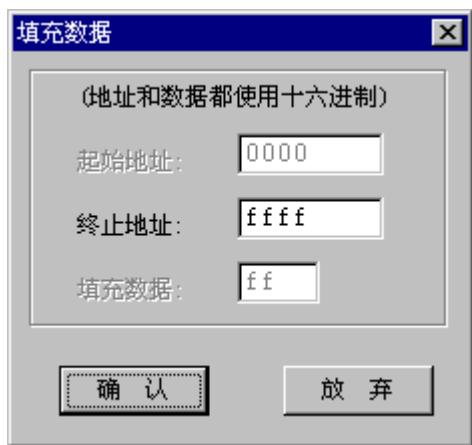 填充数据
(地址和数据都使用十六进制)
起始地址: 0000
终止地址: ffff
填充数据: ff
确 认 放 弃